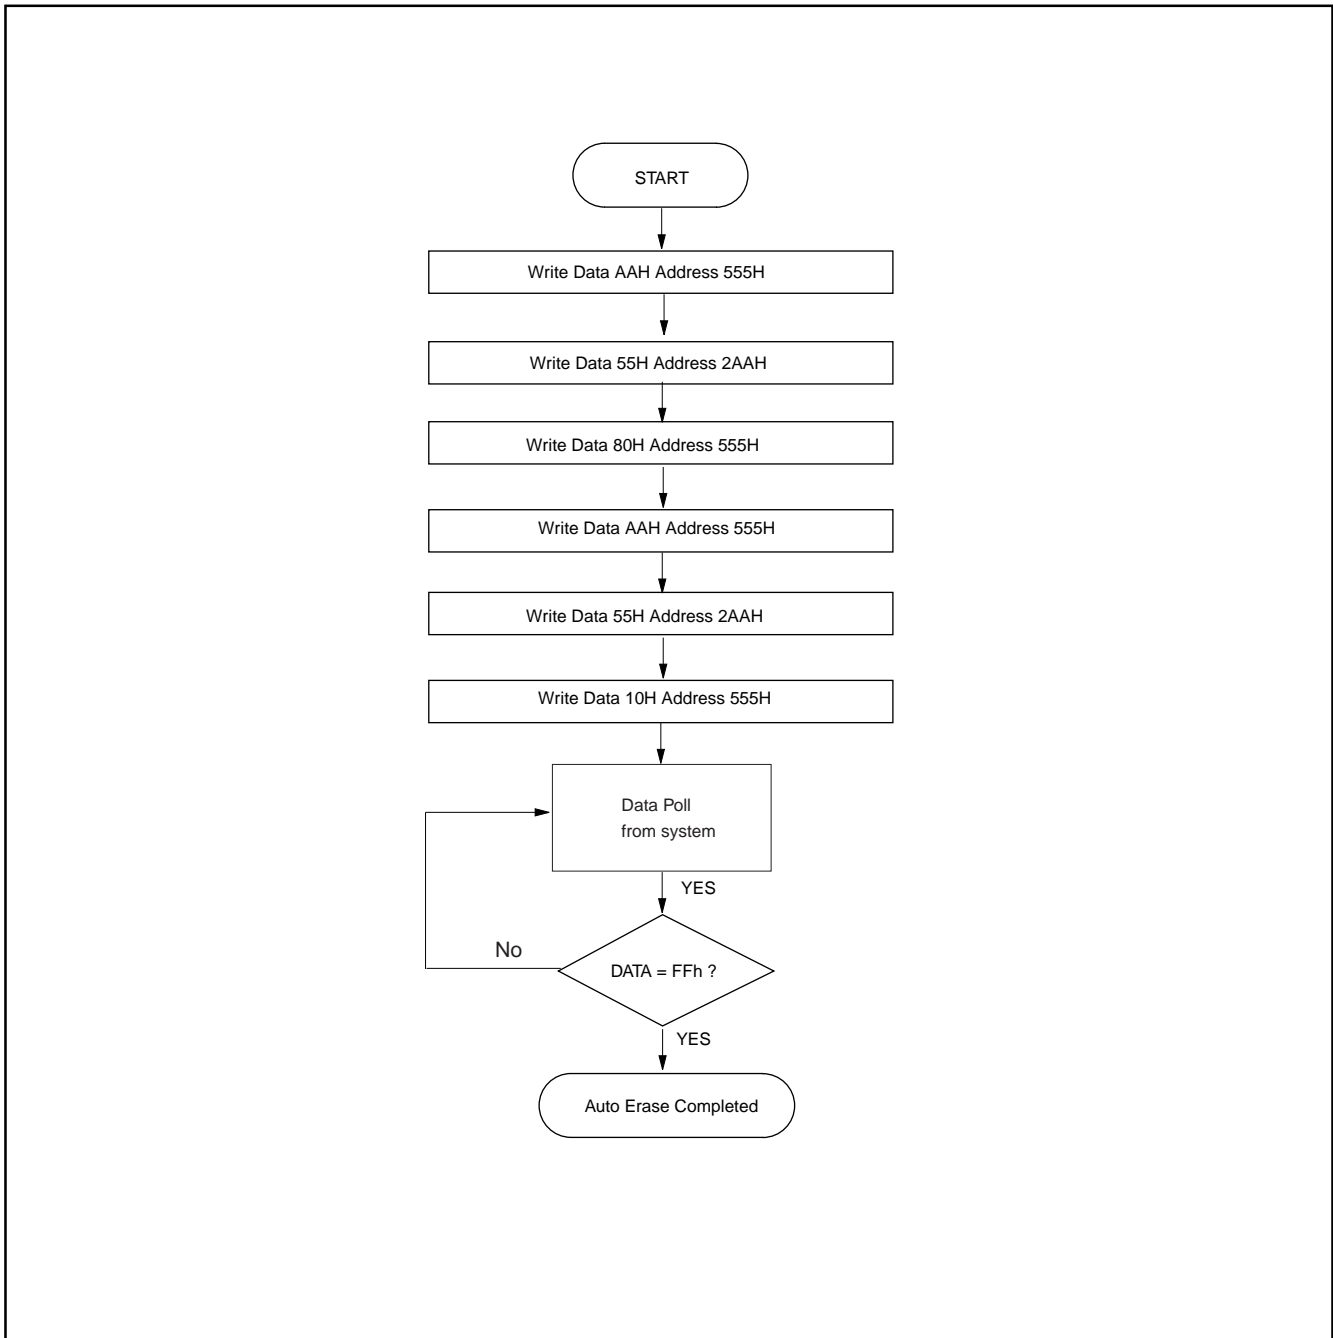 START
Write Data AAH Address 555H
Write Data 55H Address 2AAH
Write Data 80H Address 555H
Write Data AAH Address 555H
Write Data 55H Address 2AAH
Write Data 10H Address 555H
Data Poll
from system
YES
No
DATA = FFh ?
YES
Auto Erase Completed